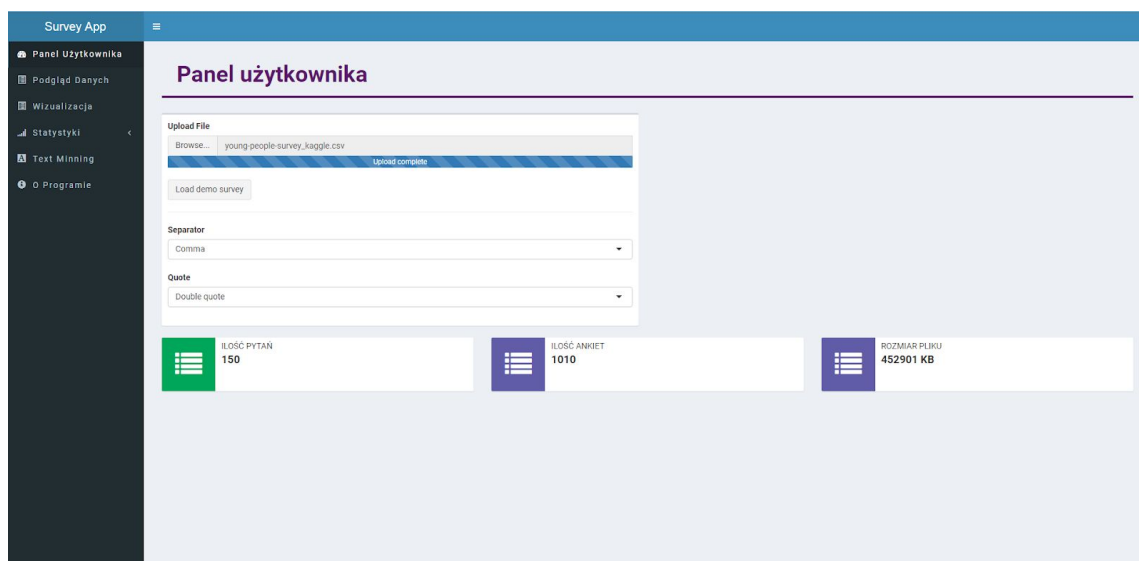 Survey App
Panel Użytkownika
Podgląd Danych
Wizualizacja
Statystyki
Text Minning
O Programie
Panel użytkownika
Upload File
Browse... young-people-survey_kaggle.csv
Upload complete
Load demo survey
Separator
Comma
Quote
Double quote
ILOŚĆ PYTAŃ
150
ILOŚĆ ANKIET
1010
ROZMIAR PLIKU
452901 KB